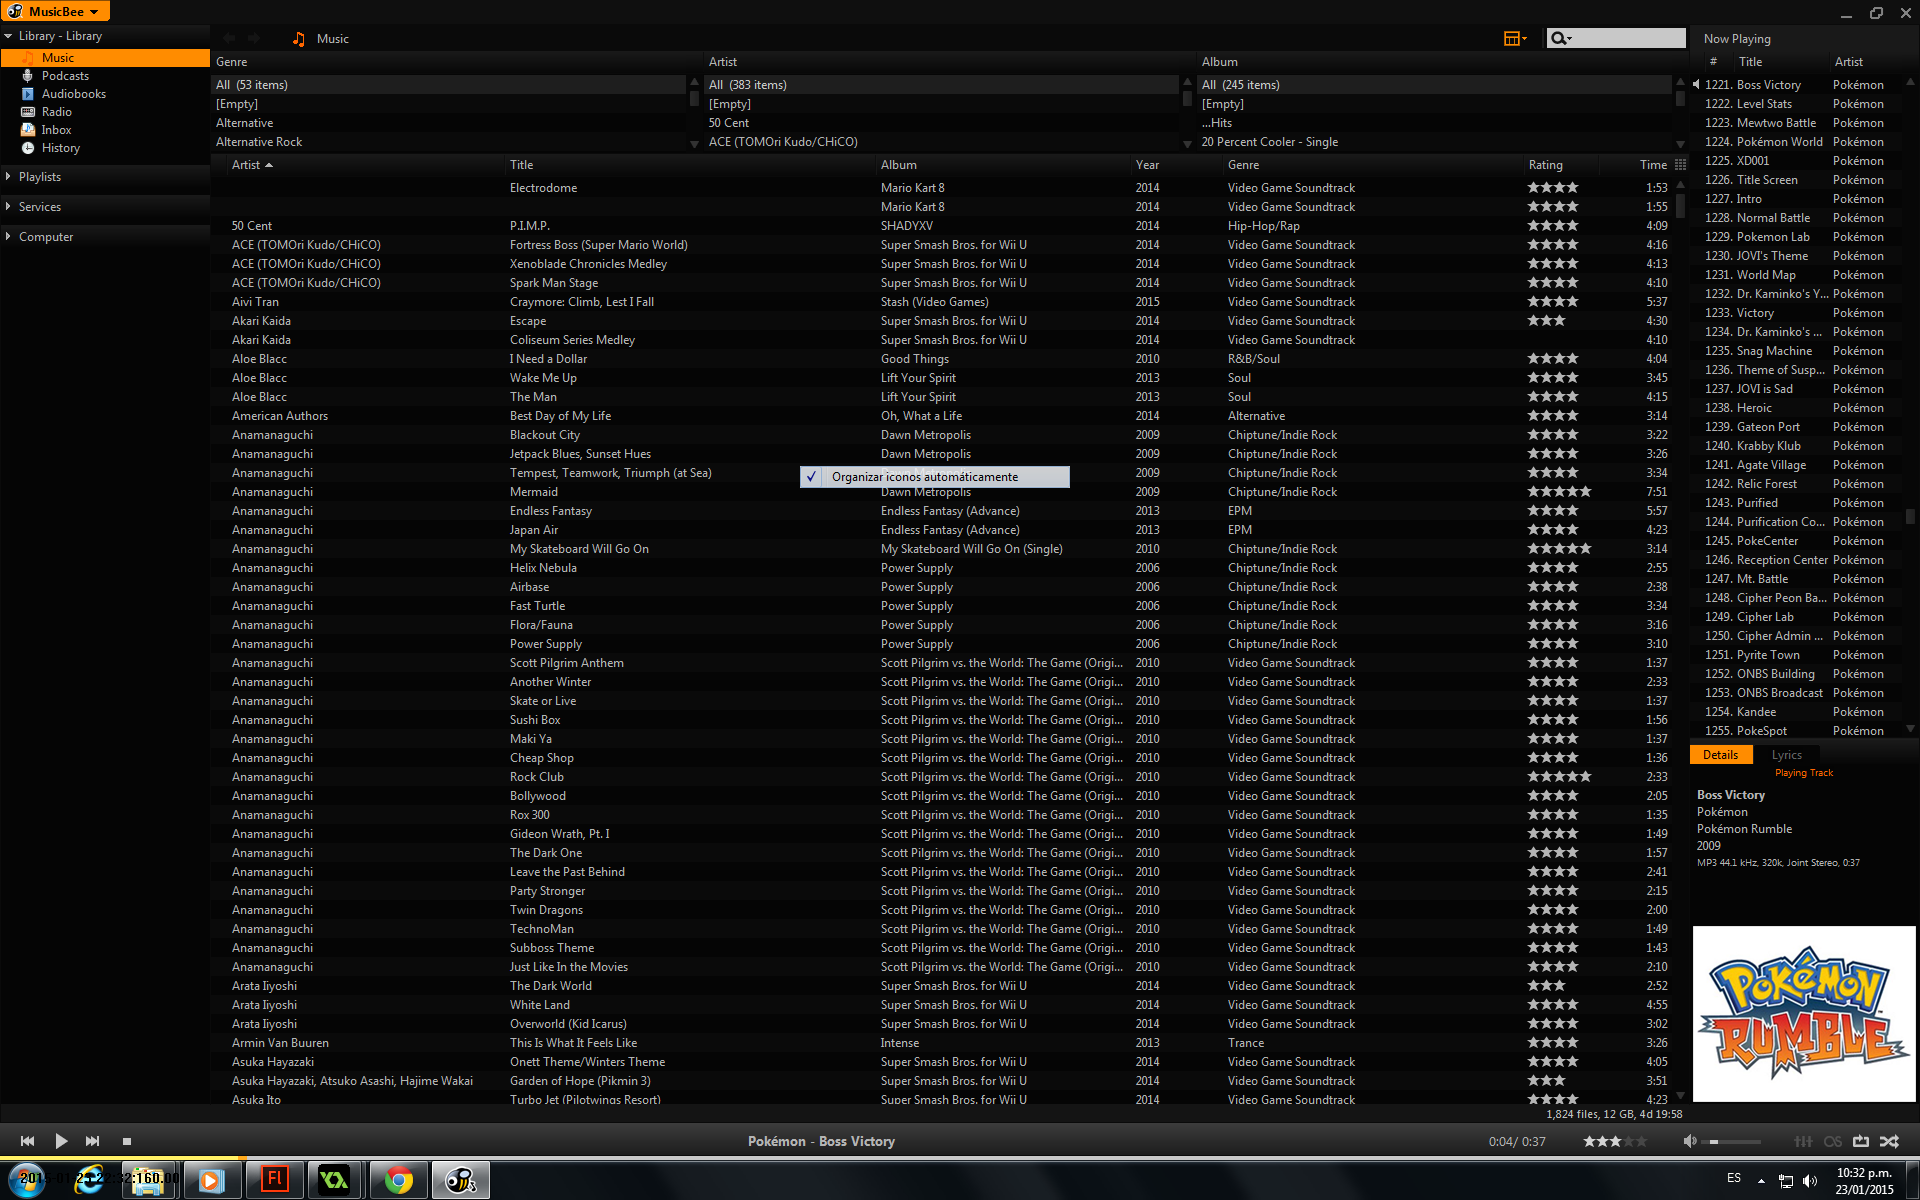 MusicBee
Library - Library
Music
Podcasts
Audiobooks
Radio
Inbox
History
Playlists
Services
Computer
Music
Genre
All (53 items)
[Empty]
Alternative
Alternative Rock
Artist
All (383 items)
[Empty]
50 Cent
ACE (TOMOri Kudo/CHiCO)
Album
All (245 items)
[Empty]
...Hits
20 Percent Cooler - Single
Artist Title Album Year Genre Rating Time
Electrodome Mario Kart 8 2014 Video Game Soundtrack 1:53
Mario Kart 8 2014 Video Game Soundtrack 1:55
50 Cent P.I.M.P. SHADYXV 2014 Hip-Hop/Rap 4:09
ACE (TOMOri Kudo/CHiCO) Fortress Boss (Super Mario World) Super Smash Bros. for Wii U 2014 Video Game Soundtrack 4:16
ACE (TOMOri Kudo/CHiCO) Xenoblade Chronicles Medley Super Smash Bros. for Wii U 2014 Video Game Soundtrack 4:13
ACE (TOMOri Kudo/CHiCO) Spark Man Stage Super Smash Bros. for Wii U 2014 Video Game Soundtrack 4:10
Aivi Tran Craymore: Climb, Lest I Fall Stash (Video Games) 2015 Video Game Soundtrack 5:37
Akari Kaida Escape Super Smash Bros. for Wii U 2014 Video Game Soundtrack 4:30
Akari Kaida Coliseum Series Medley Super Smash Bros. for Wii U 2014 Video Game Soundtrack 4:10
Aloe Blacc I Need a Dollar Good Things 2010 R&B/Soul 4:04
Aloe Blacc Wake Me Up Lift Your Spirit 2013 Soul 3:45
Aloe Blacc The Man Lift Your Spirit 2013 Soul 4:15
American Authors Best Day of My Life Oh, What a Life 2014 Alternative 3:14
Anamanaguchi Blackout City Dawn Metropolis 2009 Chiptune/Indie Rock 3:22
Anamanaguchi Jetpack Blues, Sunset Hues Dawn Metropolis 2009 Chiptune/Indie Rock 3:26
Anamanaguchi Tempest, Teamwork, Triumph (at Sea) 2009 Chiptune/Indie Rock 3:34
Organizar iconos automáticamente
Anamanaguchi Mermaid Dawn Metropolis 2009 Chiptune/Indie Rock 7:51
Anamanaguchi Endless Fantasy Endless Fantasy (Advance) 2013 EPM 5:57
Anamanaguchi Japan Air Endless Fantasy (Advance) 2013 EPM 4:23
Anamanaguchi My Skateboard Will Go On My Skateboard Will Go On (Single) 2010 Chiptune/Indie Rock 3:14
Anamanaguchi Helix Nebula Power Supply 2006 Chiptune/Indie Rock 2:55
Anamanaguchi Airbase Power Supply 2006 Chiptune/Indie Rock 2:38
Anamanaguchi Fast Turtle Power Supply 2006 Chiptune/Indie Rock 3:34
Anamanaguchi Flora/Fauna Power Supply 2006 Chiptune/Indie Rock 3:16
Anamanaguchi Power Supply Power Supply 2006 Chiptune/Indie Rock 3:10
Anamanaguchi Scott Pilgrim Anthem Scott Pilgrim vs. the World: The Game (Origi... 2010 Video Game Soundtrack 1:37
Anamanaguchi Another Winter Scott Pilgrim vs. the World: The Game (Origi... 2010 Video Game Soundtrack 2:33
Anamanaguchi Skate or Live Scott Pilgrim vs. the World: The Game (Origi... 2010 Video Game Soundtrack 1:37
Anamanaguchi Sushi Box Scott Pilgrim vs. the World: The Game (Origi... 2010 Video Game Soundtrack 1:56
Anamanaguchi Maki Ya Scott Pilgrim vs. the World: The Game (Origi... 2010 Video Game Soundtrack 1:37
Anamanaguchi Cheap Shop Scott Pilgrim vs. the World: The Game (Origi... 2010 Video Game Soundtrack 1:36
Anamanaguchi Rock Club Scott Pilgrim vs. the World: The Game (Origi... 2010 Video Game Soundtrack 2:33
Anamanaguchi Bollywood Scott Pilgrim vs. the World: The Game (Origi... 2010 Video Game Soundtrack 2:05
Anamanaguchi Rox 300 Scott Pilgrim vs. the World: The Game (Origi... 2010 Video Game Soundtrack 1:35
Anamanaguchi Gideon Wrath, Pt. I Scott Pilgrim vs. the World: The Game (Origi... 2010 Video Game Soundtrack 1:49
Anamanaguchi The Dark One Scott Pilgrim vs. the World: The Game (Origi... 2010 Video Game Soundtrack 1:57
Anamanaguchi Leave the Past Behind Scott Pilgrim vs. the World: The Game (Origi... 2010 Video Game Soundtrack 2:41
Anamanaguchi Party Stronger Scott Pilgrim vs. the World: The Game (Origi... 2010 Video Game Soundtrack 2:15
Anamanaguchi Twin Dragons Scott Pilgrim vs. the World: The Game (Origi... 2010 Video Game Soundtrack 2:00
Anamanaguchi TechnoMan Scott Pilgrim vs. the World: The Game (Origi... 2010 Video Game Soundtrack 1:49
Anamanaguchi Subboss Theme Scott Pilgrim vs. the World: The Game (Origi... 2010 Video Game Soundtrack 1:43
Anamanaguchi Just Like In the Movies Scott Pilgrim vs. the World: The Game (Origi... 2010 Video Game Soundtrack 2:10
Arata Iiyoshi The Dark World Super Smash Bros. for Wii U 2014 Video Game Soundtrack 2:52
Arata Iiyoshi White Land Super Smash Bros. for Wii U 2014 Video Game Soundtrack 4:55
Arata Iiyoshi Overworld (Kid Icarus) Super Smash Bros. for Wii U 2014 Video Game Soundtrack 3:02
Armin Van Buuren This Is What It Feels Like Intense 2013 Trance 3:26
Asuka Hayazaki Onett Theme/Winters Theme Super Smash Bros. for Wii U 2014 Video Game Soundtrack 4:05
Asuka Hayazaki, Atsuko Asashi, Hajime Wakai Garden of Hope (Pikmin 3) Super Smash Bros. for Wii U 2014 Video Game Soundtrack 3:51
Asuka Ito Turbo Jet (Pilotwings Resort) Super Smash Bros. for Wii U 2014 Video Game Soundtrack 4:23
1,824 files, 12 GB, 4d 19:58
Now Playing
# Title Artist
1221. Boss Victory Pokémon
1222. Level Stats Pokémon
1223. Mewtwo Battle Pokémon
1224. Pokémon World Pokémon
1225. XD001 Pokémon
1226. Title Screen Pokémon
1227. Intro Pokémon
1228. Normal Battle Pokémon
1229. Pokemon Lab Pokémon
1230. JOVI's Theme Pokémon
1231. World Map Pokémon
1232. Dr. Kaminko's Y... Pokémon
1233. Victory Pokémon
1234. Dr. Kaminko's ... Pokémon
1235. Snag Machine Pokémon
1236. Theme of Susp... Pokémon
1237. JOVI is Sad Pokémon
1238. Heroic Pokémon
1239. Gateon Port Pokémon
1240. Krabby Klub Pokémon
1241. Agate Village Pokémon
1242. Relic Forest Pokémon
1243. Purified Pokémon
1244. Purification Co... Pokémon
1245. PokeCenter Pokémon
1246. Reception Center Pokémon
1247. Mt. Battle Pokémon
1248. Cipher Peon Ba... Pokémon
1249. Cipher Lab Pokémon
1250. Cipher Admin ... Pokémon
1251. Pyrite Town Pokémon
1252. ONBS Building Pokémon
1253. ONBS Broadcast Pokémon
1254. Kandee Pokémon
1255. PokeSpot Pokémon
Details Lyrics
Playing Track
Boss Victory
Pokémon
Pokémon Rumble
2009
MP3 44.1 kHz, 320k, Joint Stereo, 0:37
POKéMON
RUMBLE
Pokémon - Boss Victory
0:04/ 0:37
Fl
ES
10:32 p.m.
23/01/2015